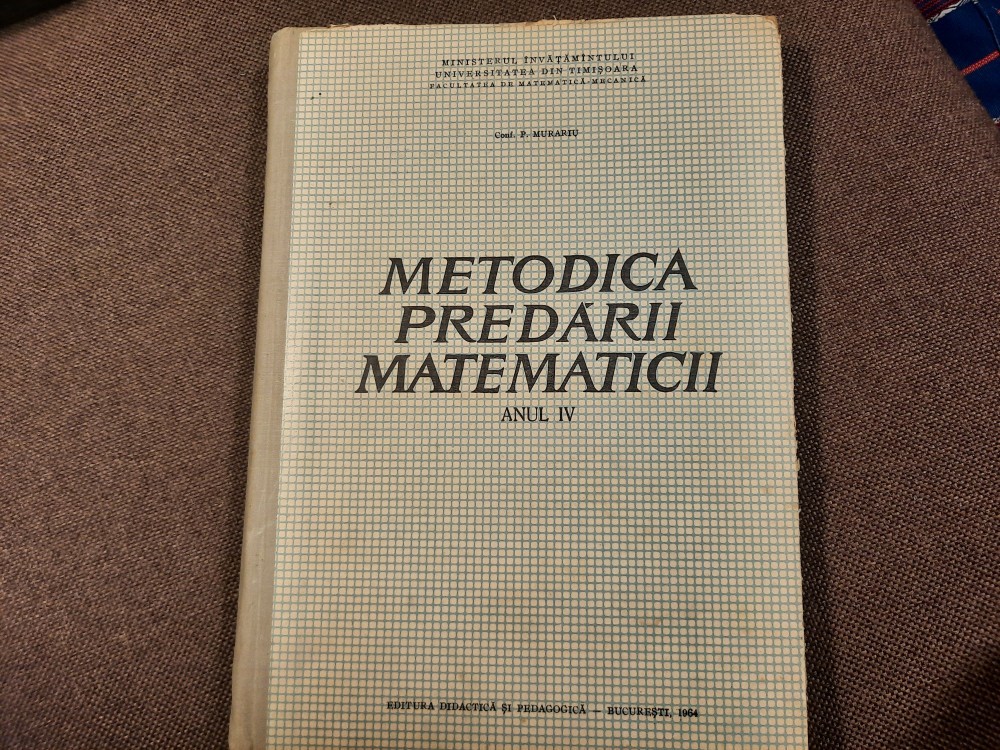 MINISTERUL ÎNVĂȚĂMÎNTULUI
UNIVERSITATEA DIN TIMIȘOARA
FACULTATEA DE MATEMATICĂ-MECANICĂ
Conf. P. MURARIU
METODICA
PREDĂRII
MATEMATICII
ANUL IV
EDITURA DIDACTICĂ ȘI PEDAGOGICĂ — BUCUREȘTI, 1964